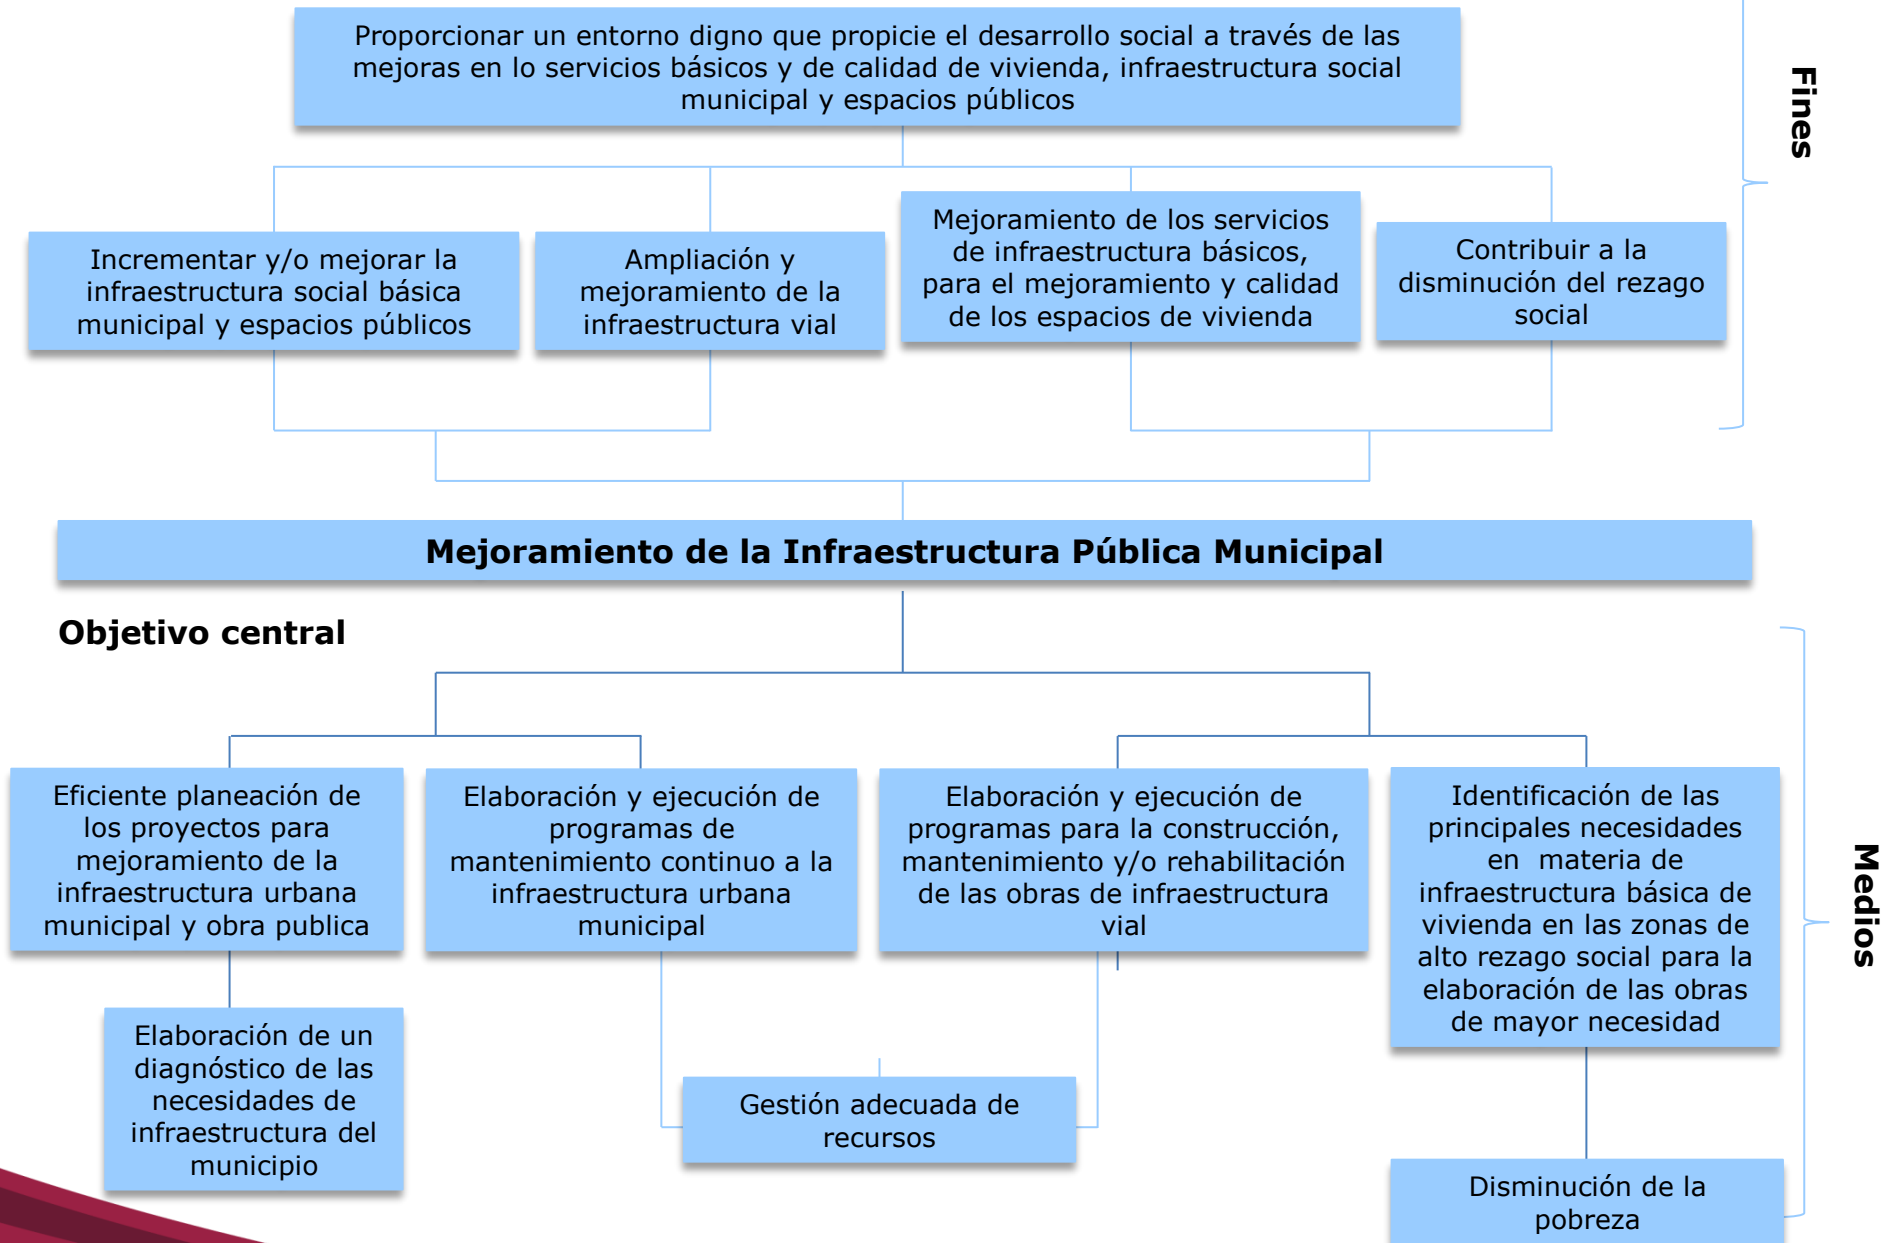 Proporcionar un entorno digno que propicie el desarrollo social a través de las
mejoras en lo servicios básicos y de calidad de vivienda, infraestructura social
municipal y espacios públicos
Fines
Incrementar y/o mejorar la
infraestructura social básica
municipal y espacios públicos
Ampliación y
mejoramiento de la
infraestructura vial
Mejoramiento de los servicios
de infraestructura básicos,
para el mejoramiento y calidad
de los espacios de vivienda
Contribuir a la
disminución del rezago
social
Mejoramiento de la Infraestructura Pública Municipal
Objetivo central
Eficiente planeación de
los proyectos para
mejoramiento de la
infraestructura urbana
municipal y obra publica
Elaboración y ejecución de
programas de
mantenimiento continuo a la
infraestructura urbana
municipal
Elaboración y ejecución de
programas para la construcción,
mantenimiento y/o rehabilitación
de las obras de infraestructura
vial
Identificación de las
principales necesidades
en materia de
infraestructura básica de
vivienda en las zonas de
alto rezago social para la
elaboración de las obras
de mayor necesidad
Medios
Elaboración de un
diagnóstico de las
necesidades de
infraestructura del
municipio
Gestión adecuada de
recursos
Disminución de la
pobreza